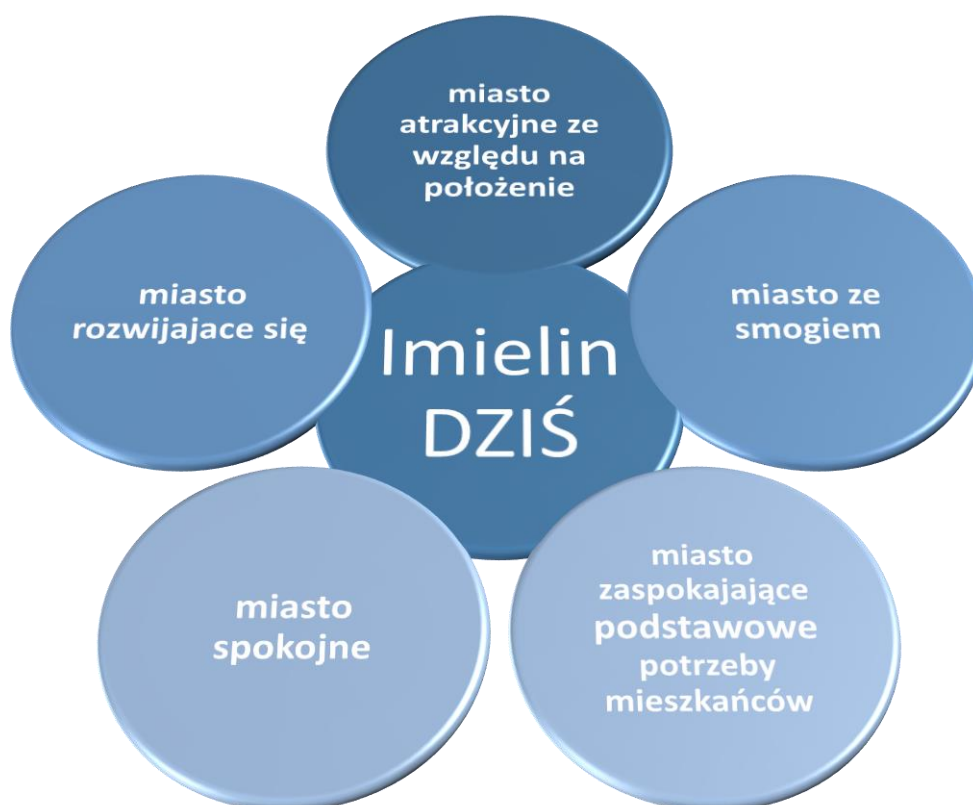 miasto
atrakcyjne ze
względu na
położenie
miasto
rozwijajace się
miasto ze
smogiem
Imielin
DZIŚ
miasto
spokojne
miasto
zaspokajające
podstawowe
potrzeby
mieszkańców